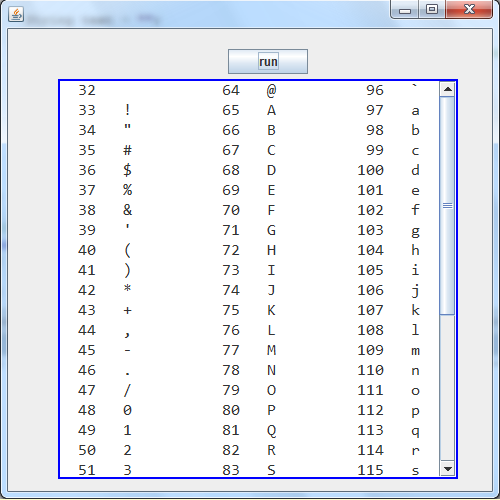 run
32 64 @ 96 `
33 ! 65 A 97 a
34 " 66 B 98 b
35 # 67 C 99 c
36 $ 68 D 100 d
37 % 69 E 101 e
38 & 70 F 102 f
39 ' 71 G 103 g
40 ( 72 H 104 h
41 ) 73 I 105 i
42 * 74 J 106 j
43 + 75 K 107 k
44 , 76 L 108 l
45 - 77 M 109 m
46 . 78 N 110 n
47 / 79 O 111 o
48 0 80 P 112 p
49 1 81 Q 113 q
50 2 82 R 114 r
51 3 83 S 115 s